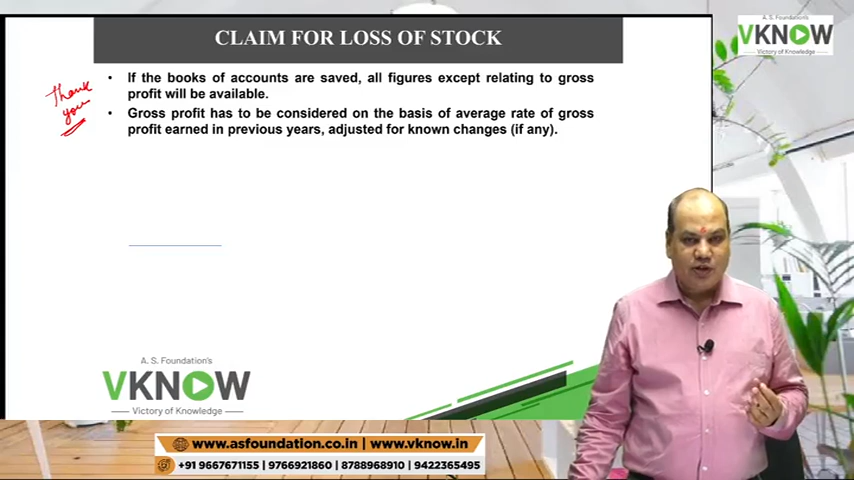 CLAIM FOR LOSS OF STOCK
A. S. Foundation's
VKNOW
Victory of Knowledge
Thank
you
• If the books of accounts are saved, all figures except relating to gross
profit will be available.
• Gross profit has to be considered on the basis of average rate of gross
profit earned in previous years, adjusted for known changes (if any).
A. S. Foundation's
VKNOW
Victory of Knowledge
www.asfoundation.co.in | www.vknow.in
+91 9667671155 | 9766921860 | 8788968910 | 9422365495